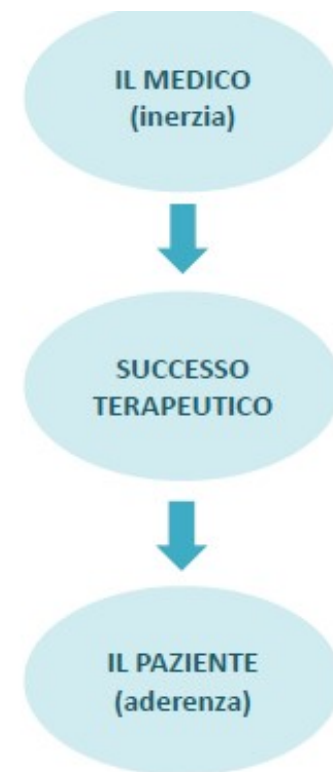 IL MEDICO
(inerzia)
SUCCESSO
TERAPEUTICO
IL PAZIENTE
(aderenza)